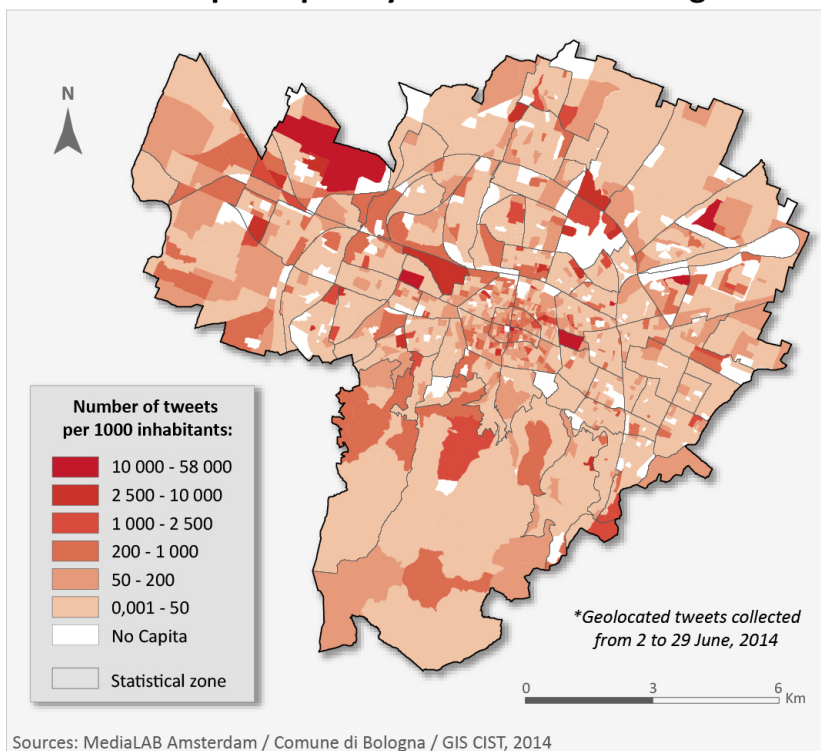 N
Number of tweets
per 1000 inhabitants:
10 000 - 58 000
2 500 - 10 000
1 000 - 2 500
200 - 1 000
50 - 200
0,001 - 50
No Capita
Statistical zone
*Geolocated tweets collected
from 2 to 29 June, 2014
0 3 6 Km
Sources: MediaLAB Amsterdam / Comune di Bologna / GIS CIST, 2014